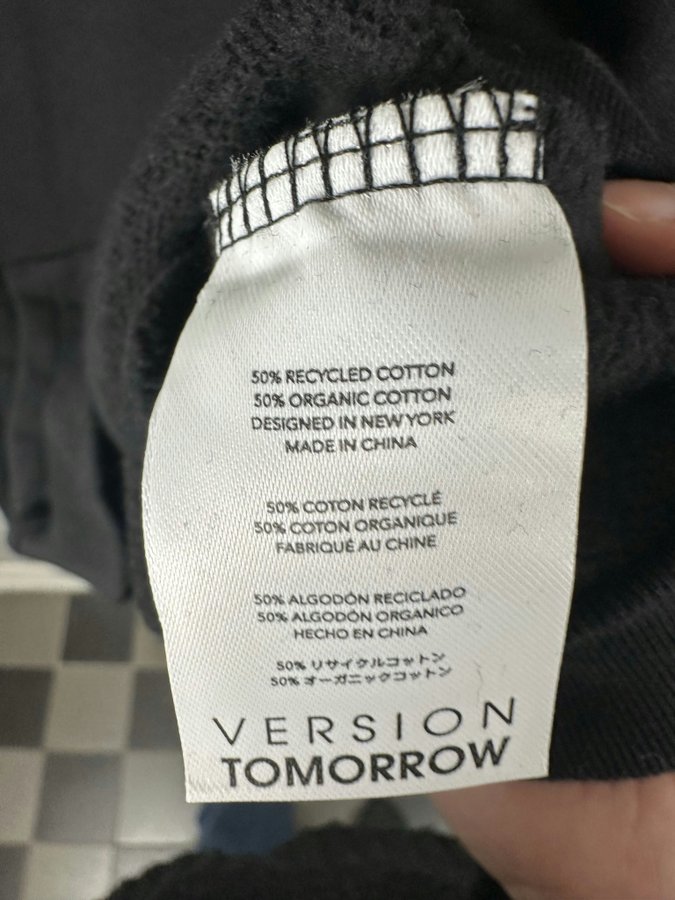 50% RECYCLED COTTON
50% ORGANIC COTTON
DESIGNED IN NEW YORK
MADE IN CHINA
50% COTON RECYCLÉ
50% COTON ORGANIQUE
FABRIQUÉ AU CHINE
50% ALGODÓN RECICLADO
50% ALGODÓN ORGANICO
HECHO EN CHINA
50% リサイクルコットン
50% オーガニックコットン
VERSION
TOMORROW